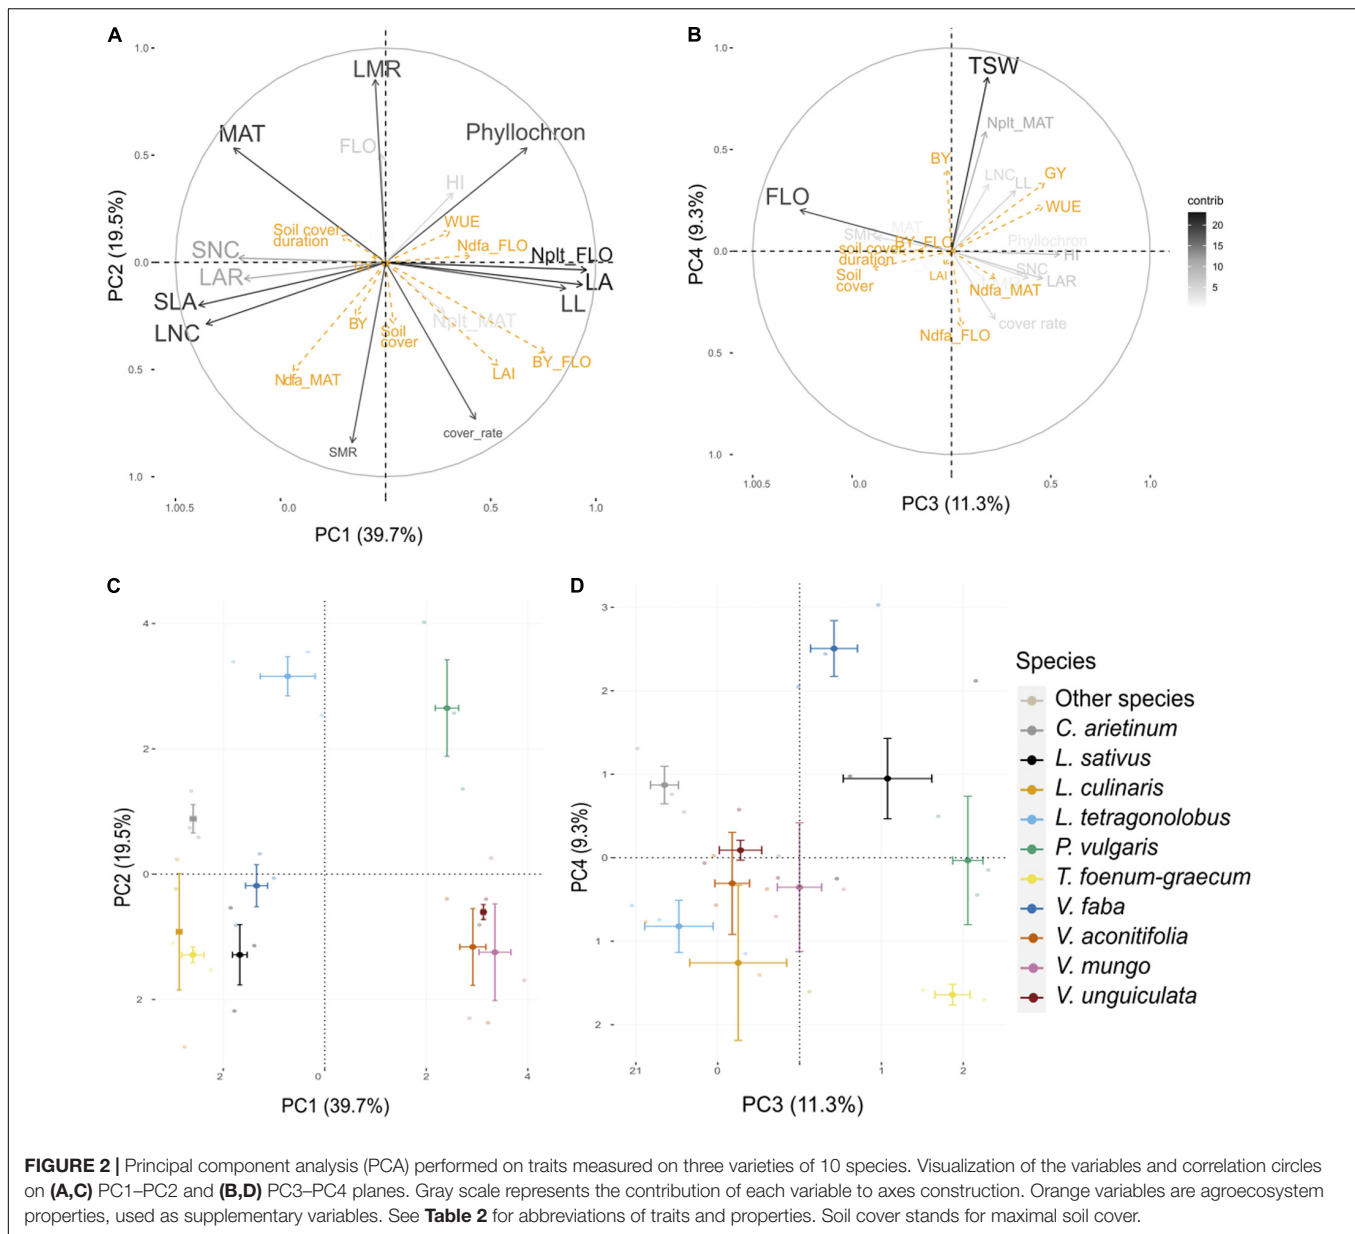 A
1.0
0.5
0.0
0.5
1.0
PC2 (19.5%)
LMR
MAT
FLO
Phyllochron
HI
WUE
Soil cover
duration
Ndfa_FLO
SNC
Nplt_FLO
LAR
LA
SLA
LL
LNC
BY
Soil
cover
Nplt_MAT
BY_FLO
Ndfa_MAT
LAI
cover_rate
SMR
1.00.5
0.0
0.5
1.0
PC1 (39.7%)
B
1.0
0.5
0.0
0.5
1.0
PC4 (9.3%)
TSW
Nplt_MAT
BY
LNC
LL
GY
FLO
WUE
MAT
SMR
BY_FLO
Phyllochron
soil cover
duration
HI
Soil
cover
LAI
SNC
LAR
Ndfa_MAT
cover rate
Ndfa_FLO
1.00.5
0.0
0.5
1.0
PC3 (11.3%)
contrib
20
15
10
5
C
4
2
0
2
PC2 (19.5%)
2
0
2
4
PC1 (39.7%)
D
3
2
1
0
1
2
PC4 (9.3%)
21
0
1
2
PC3 (11.3%)
Species
Other species
C. arietinum
L. sativus
L. culinaris
L. tetragonolobus
P. vulgaris
T. foenum-graecum
V. faba
V. aconitifolia
V. mungo
V. unguiculata
FIGURE 2 | Principal component analysis (PCA) performed on traits measured on three varieties of 10 species. Visualization of the variables and correlation circles
on (A,C) PC1–PC2 and (B,D) PC3–PC4 planes. Gray scale represents the contribution of each variable to axes construction. Orange variables are agroecosystem
properties, used as supplementary variables. See Table 2 for abbreviations of traits and properties. Soil cover stands for maximal soil cover.